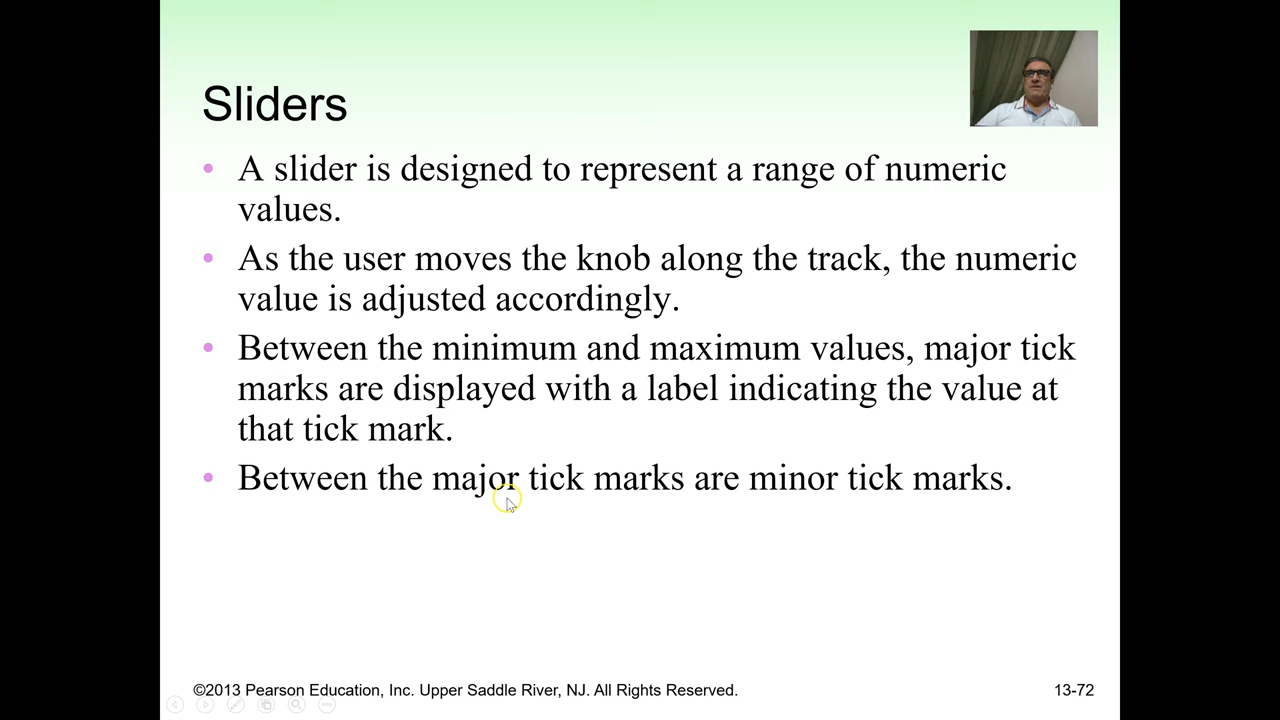 Sliders
• A slider is designed to represent a range of numeric
values.
• As the user moves the knob along the track, the numeric
value is adjusted accordingly.
• Between the minimum and maximum values, major tick
marks are displayed with a label indicating the value at
that tick mark.
• Between the major tick marks are minor tick marks.
©2013 Pearson Education, Inc. Upper Saddle River, NJ. All Rights Reserved.
13-72